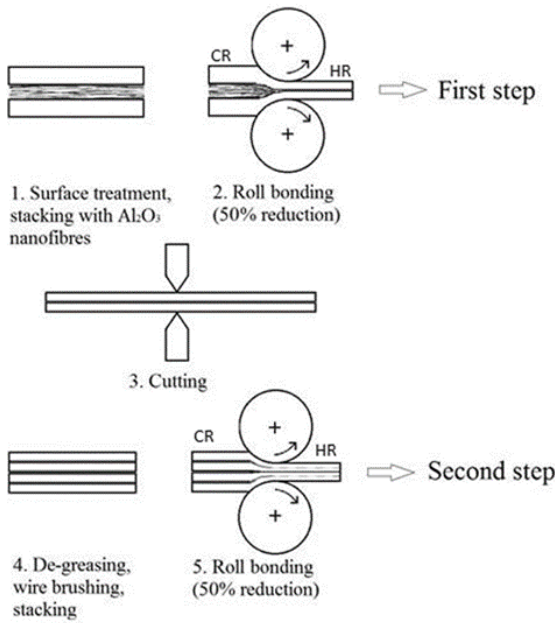 CR
HR
First step
1. Surface treatment,
stacking with Al₂O₃
nanofibres
2. Roll bonding
(50% reduction)
3. Cutting
CR
HR
Second step
4. De-greasing,
wire brushing,
stacking
5. Roll bonding
(50% reduction)